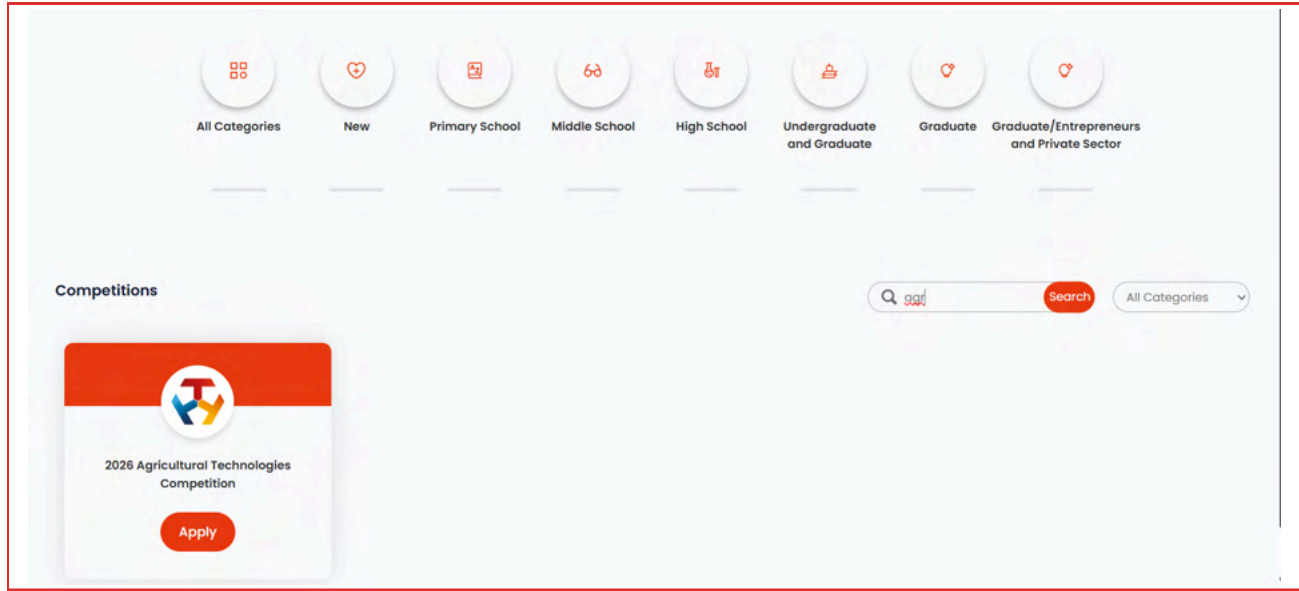 All Categories
New
Primary School
Middle School
High School
Undergraduate
and Graduate
Graduate
Graduate/Entrepreneurs
and Private Sector
Competitions
agr
Search
All Categories
2026 Agricultural Technologies
Competition
Apply